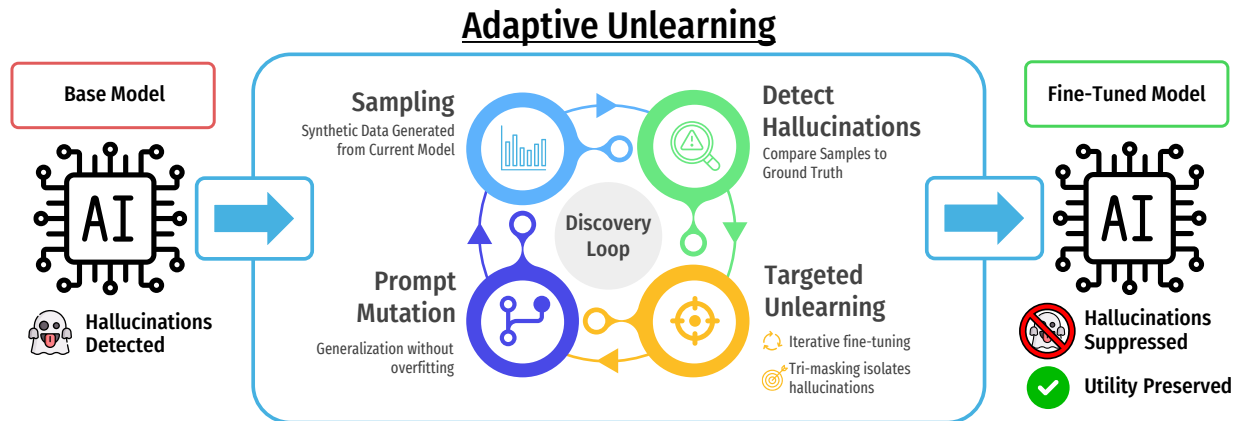 Adaptive Unlearning
Base Model
AI
Hallucinations
Detected
Sampling
Synthetic Data Generated
from Current Model
Detect
Hallucinations
Compare Samples to
Ground Truth
Discovery
Loop
Prompt
Mutation
Generalization without
overfitting
Targeted
Unlearning
Iterative fine-tuning
Tri-masking isolates
hallucinations
Fine-Tuned Model
AI
Hallucinations
Suppressed
Utility Preserved